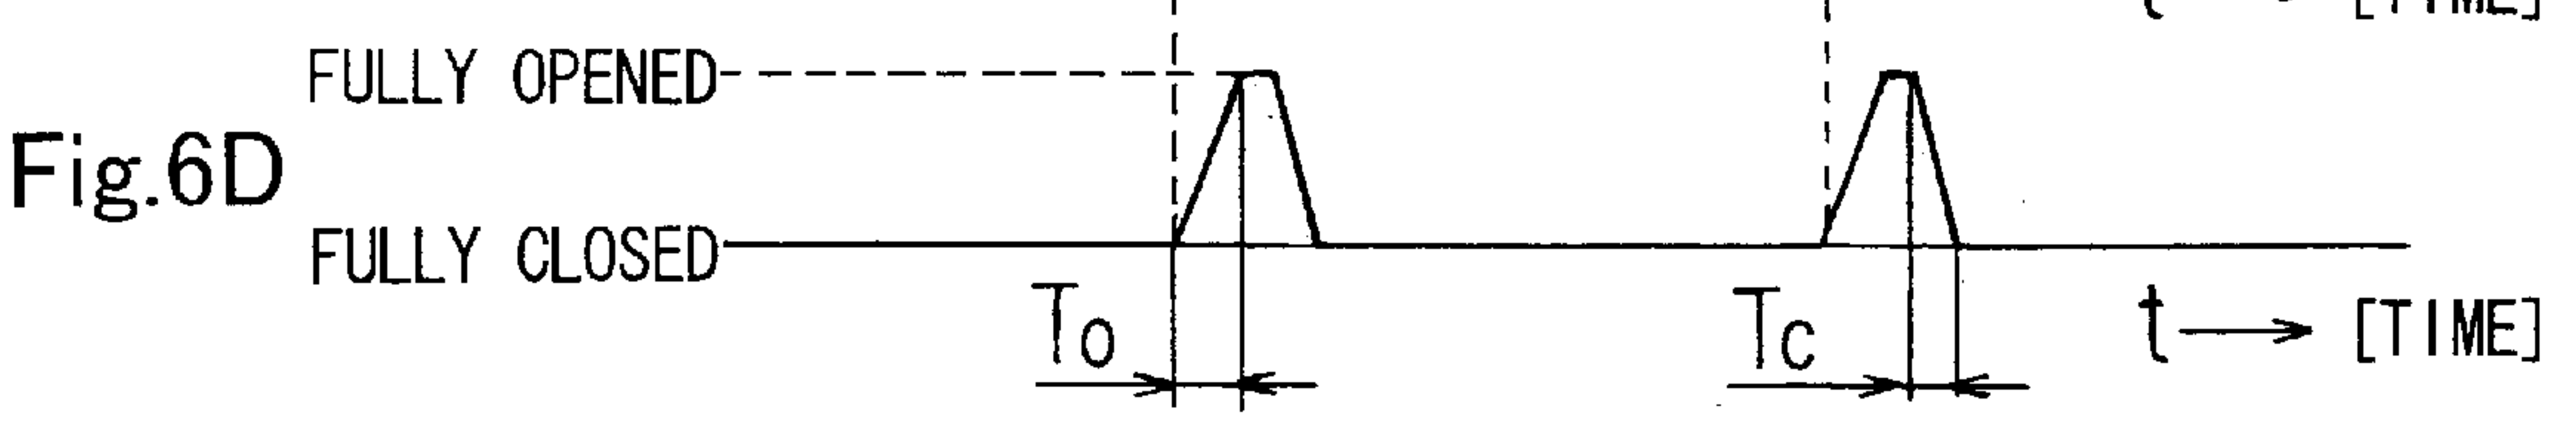 FULLY OPENED
Fig.6D
FULLY CLOSED
To
Tc
t → [TIME]